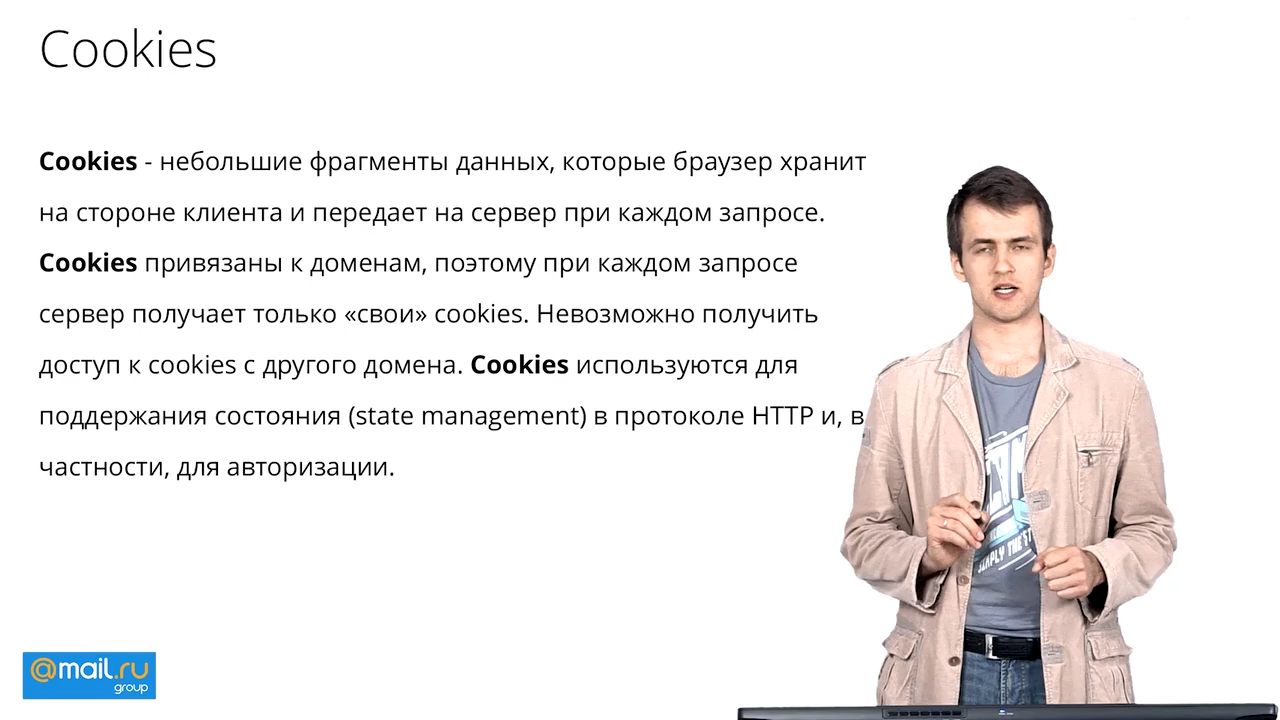 Cookies
Cookies - небольшие фрагменты данных, которые браузер хранит
на стороне клиента и передает на сервер при каждом запросе.
Cookies привязаны к доменам, поэтому при каждом запросе
сервер получает только «свои» cookies. Невозможно получить
доступ к cookies с другого домена. Cookies используются для
поддержания состояния (state management) в протоколе HTTP и, в
частности, для авторизации.
@mail.ru
group